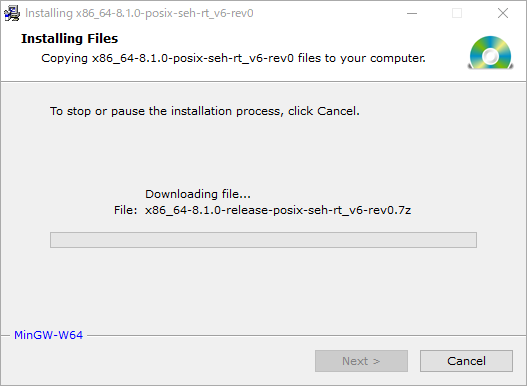 Installing x86_64-8.1.0-posix-seh-rt_v6-rev0
Installing Files
Copying x86_64-8.1.0-posix-seh-rt_v6-rev0 files to your computer.
To stop or pause the installation process, click Cancel.
Downloading file...
File: x86_64-8.1.0-release-posix-seh-rt_v6-rev0.7z
MinGW-W64
Next >
Cancel